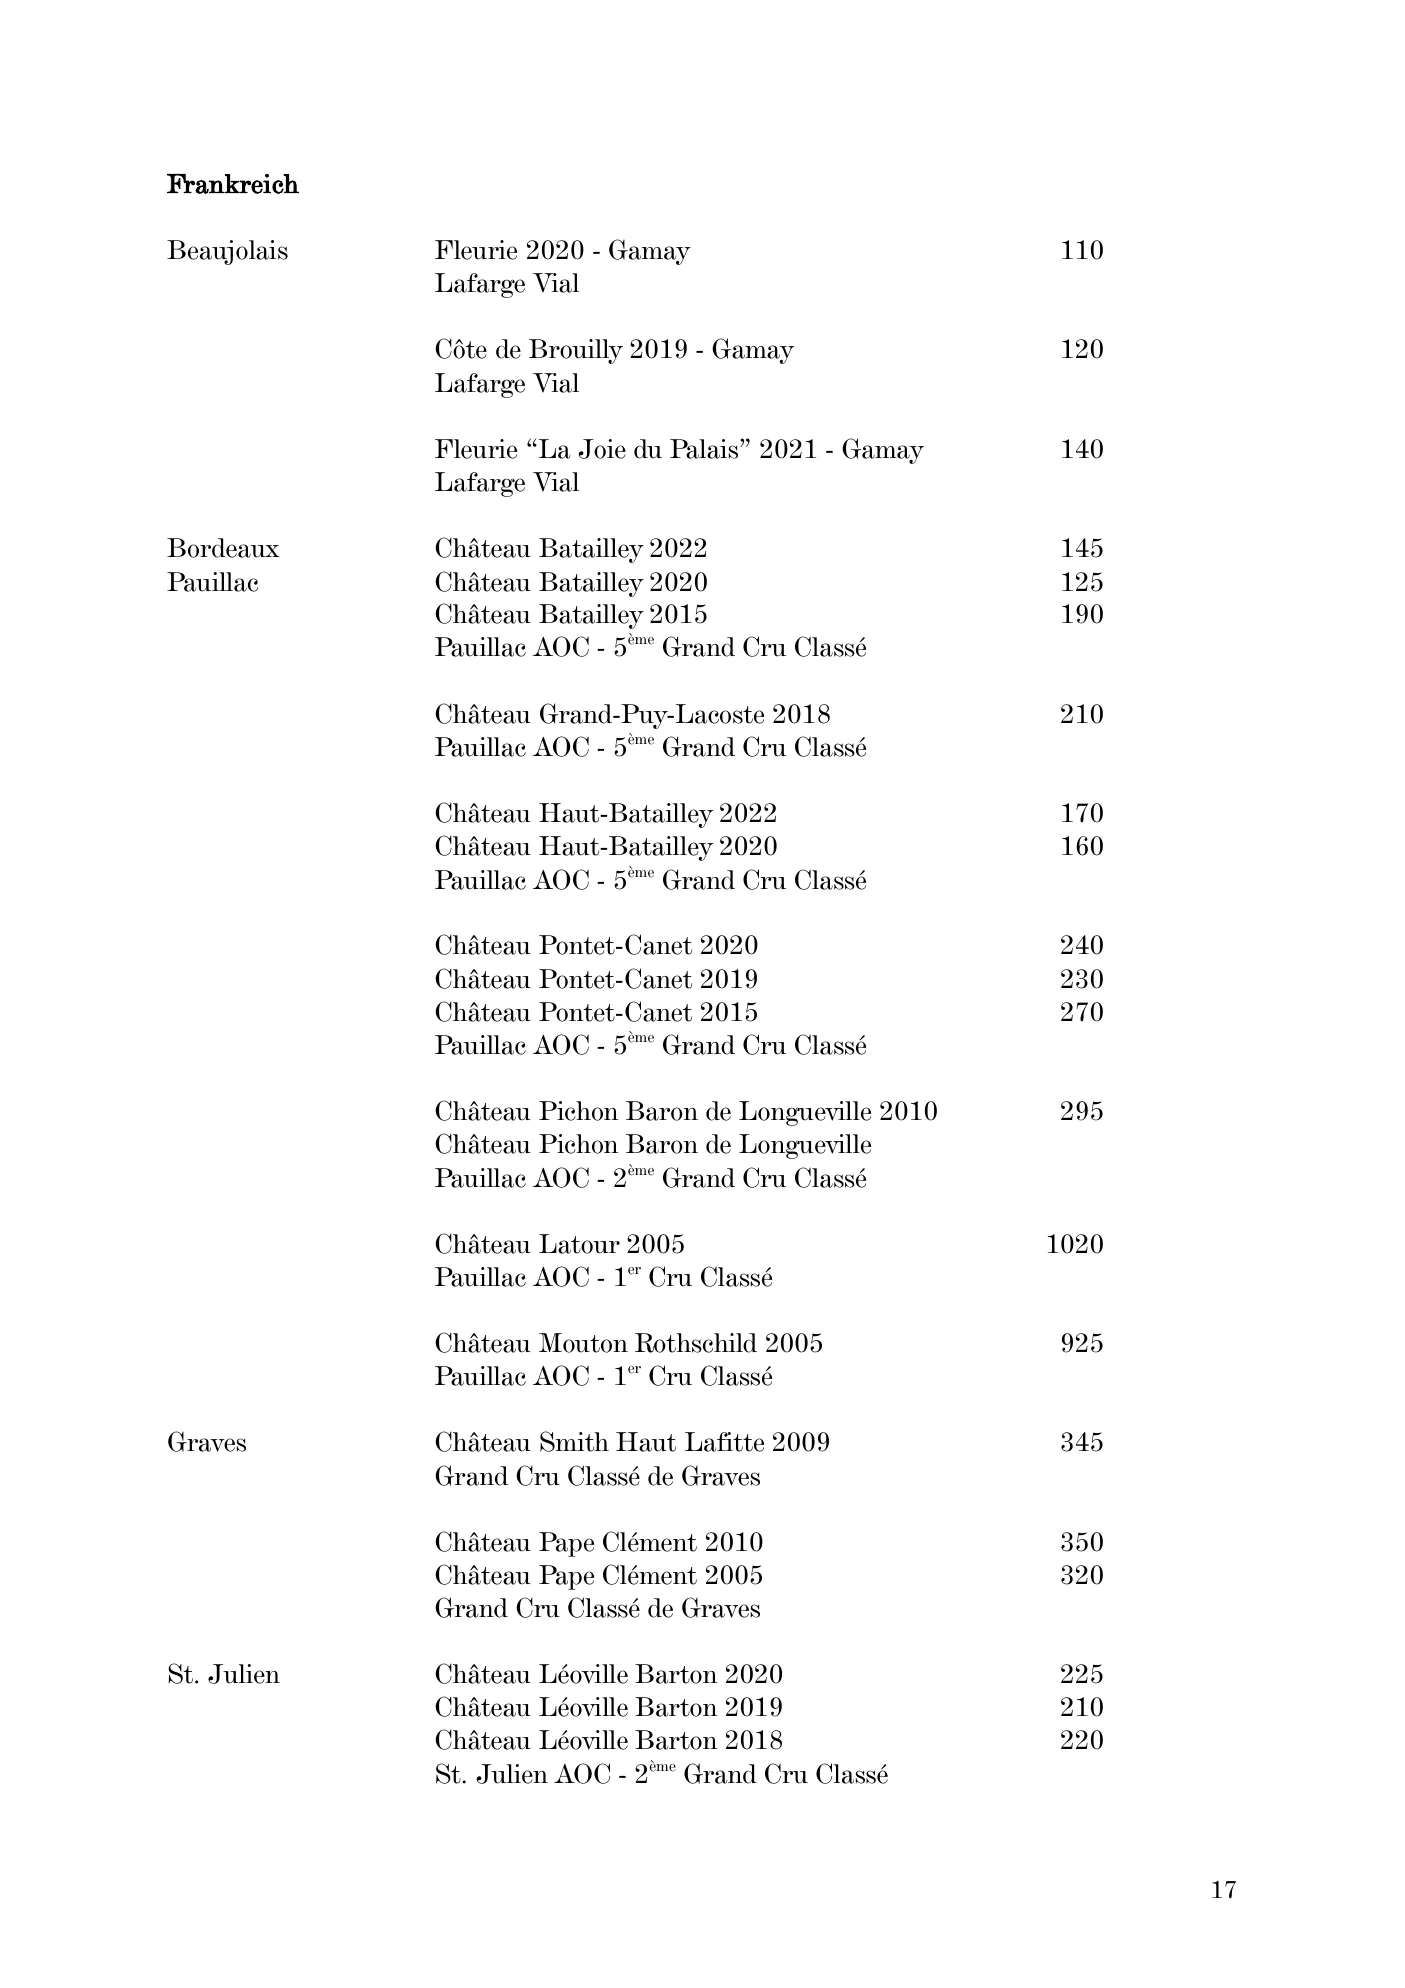 Frankreich
Beaujolais Fleurie 2020 - Gamay 110
Lafarge Vial
Côte de Brouilly 2019 - Gamay 120
Lafarge Vial
Fleurie “La Joie du Palais” 2021 - Gamay 140
Lafarge Vial
Bordeaux Château Batailley 2022 145
Pauillac Château Batailley 2020 125
Château Batailley 2015 190
Pauillac AOC - 5ème Grand Cru Classé
Château Grand-Puy-Lacoste 2018 210
Pauillac AOC - 5ème Grand Cru Classé
Château Haut-Batailley 2022 170
Château Haut-Batailley 2020 160
Pauillac AOC - 5ème Grand Cru Classé
Château Pontet-Canet 2020 240
Château Pontet-Canet 2019 230
Château Pontet-Canet 2015 270
Pauillac AOC - 5ème Grand Cru Classé
Château Pichon Baron de Longueville 2010 295
Château Pichon Baron de Longueville
Pauillac AOC - 2ème Grand Cru Classé
Château Latour 2005 1020
Pauillac AOC - 1er Cru Classé
Château Mouton Rothschild 2005 925
Pauillac AOC - 1er Cru Classé
Graves Château Smith Haut Lafitte 2009 345
Grand Cru Classé de Graves
Château Pape Clément 2010 350
Château Pape Clément 2005 320
Grand Cru Classé de Graves
St. Julien Château Léoville Barton 2020 225
Château Léoville Barton 2019 210
Château Léoville Barton 2018 220
St. Julien AOC - 2ème Grand Cru Classé
17